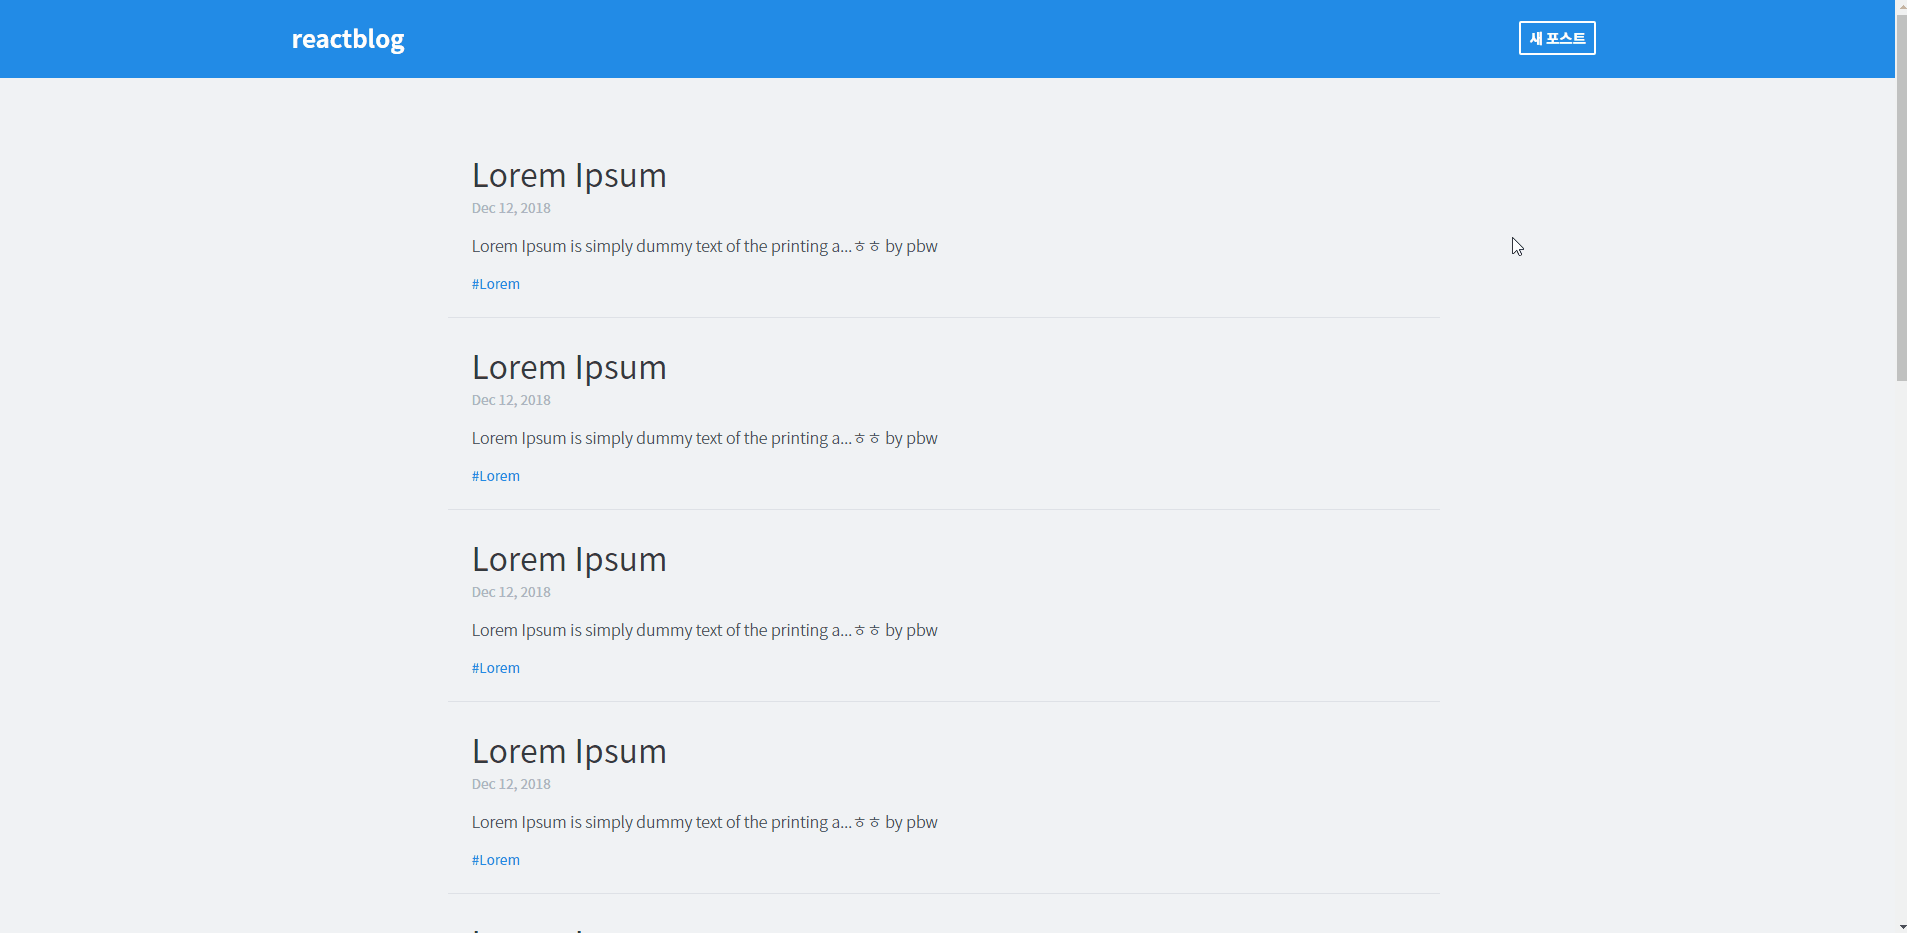 reactblog
새 포스트
Lorem Ipsum
Dec 12, 2018
Lorem Ipsum is simply dummy text of the printing a...ㅎㅎ by pbw
#Lorem
Lorem Ipsum
Dec 12, 2018
Lorem Ipsum is simply dummy text of the printing a...ㅎㅎ by pbw
#Lorem
Lorem Ipsum
Dec 12, 2018
Lorem Ipsum is simply dummy text of the printing a...ㅎㅎ by pbw
#Lorem
Lorem Ipsum
Dec 12, 2018
Lorem Ipsum is simply dummy text of the printing a...ㅎㅎ by pbw
#Lorem